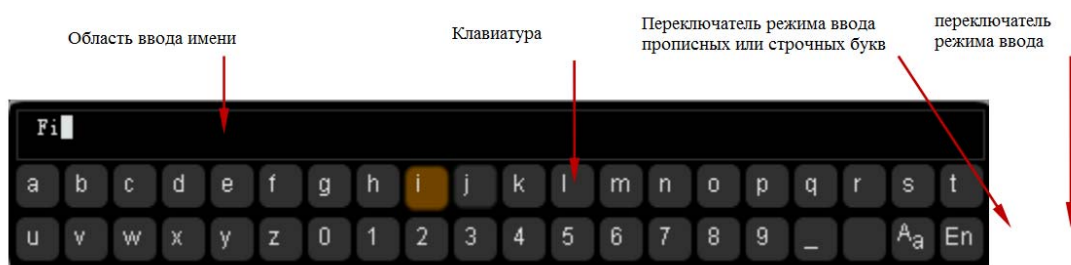 Область ввода имени
Клавиатура
Переключатель режима ввода
прописных или строчных букв
переключатель
режима ввода
Fi
a b c d e f g h i j k l m n o p q r s t
u v w x y z 0 1 2 3 4 5 6 7 8 9 _ Aa En